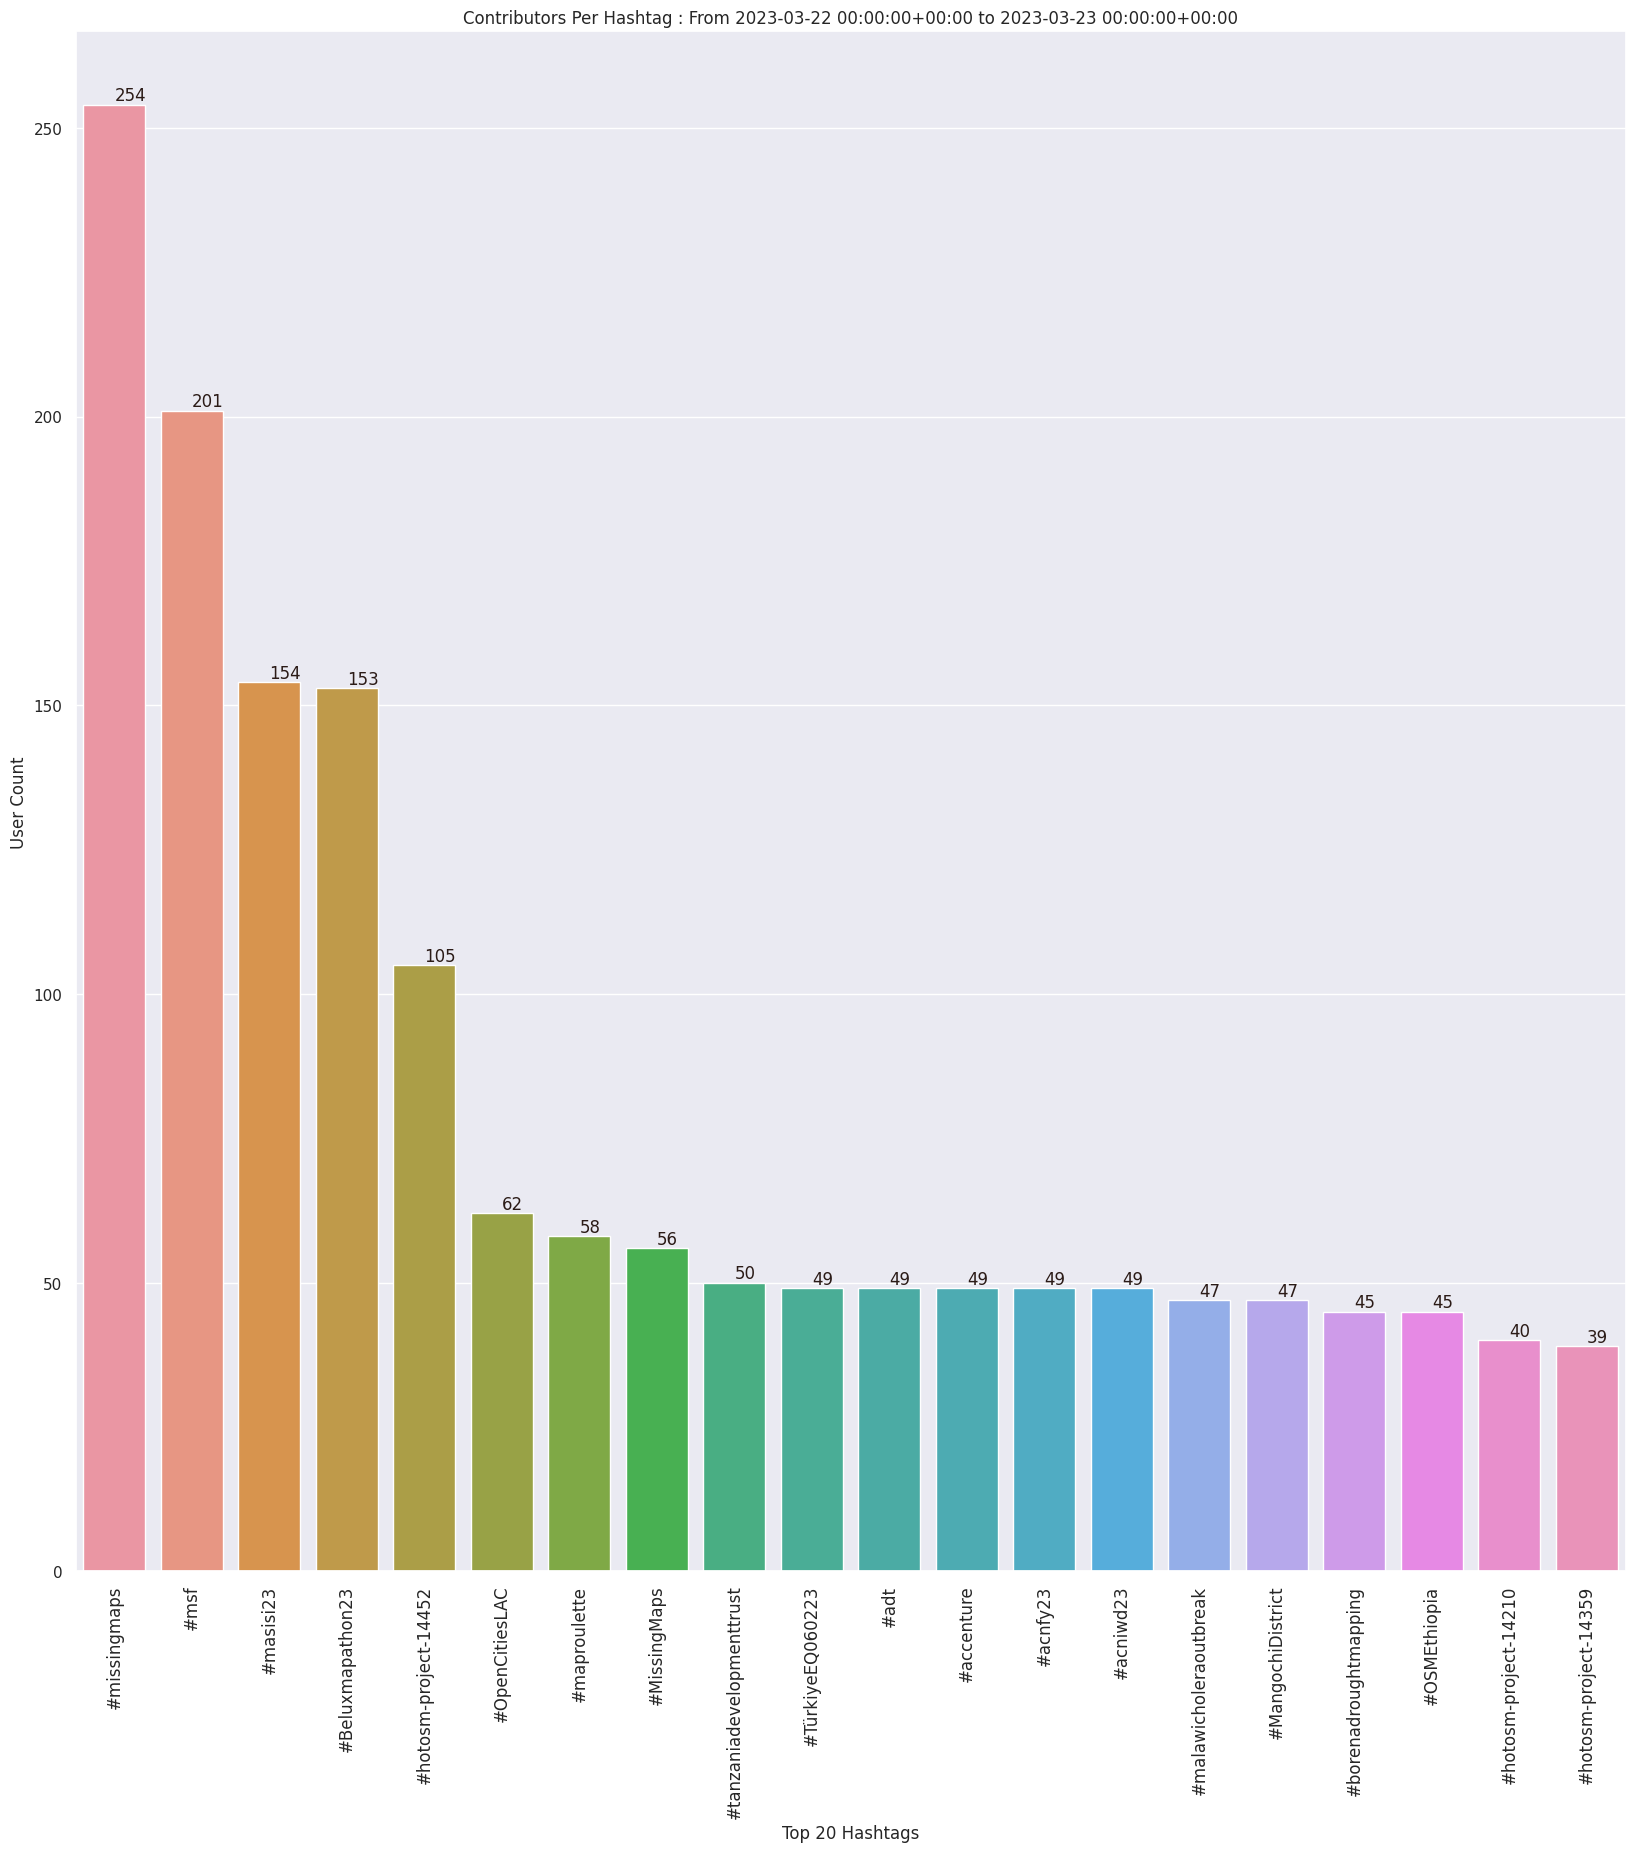 Contributors Per Hashtag : From 2023-03-22 00:00:00+00:00 to 2023-03-23 00:00:00+00:00
User Count
250
200
150
100
50
0
254
201
154
153
105
62
58
56
50
49
49
49
49
49
47
47
45
45
40
39
#missingmaps
#msf
#masisi23
#Beluxmapathon23
#hotosm-project-14452
#OpenCitiesLAC
#maproulette
#MissingMaps
#tanzaniadevelopmenttrust
#TürkiyeEQ060223
#adt
#accenture
#acnfy23
#acniwd23
#malawicholeraoutbreak
#MangochiDistrict
#borenadroughtmapping
#OSMEthiopia
#hotosm-project-14210
#hotosm-project-14359
Top 20 Hashtags